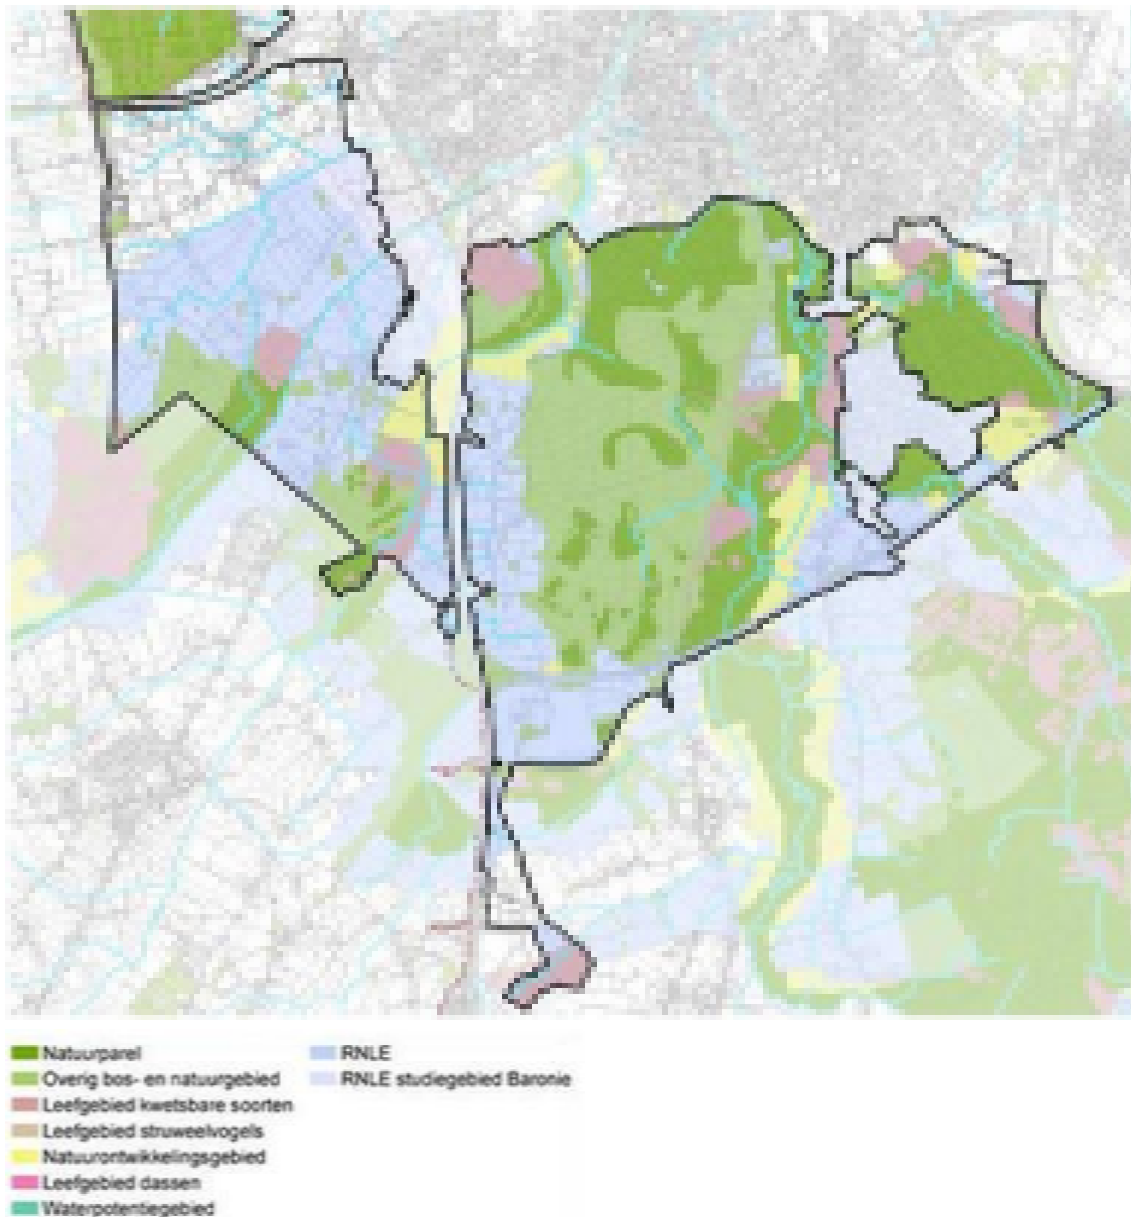 Natuurparel
Overig bos- en natuurgebied
Leefgebied kwetsbare soorten
Leefgebied struweelvogels
Natuurontwikkelingsgebied
Leefgebied dassen
Waterpotentiegebied
RNLE
RNLE studiegebied Baronie